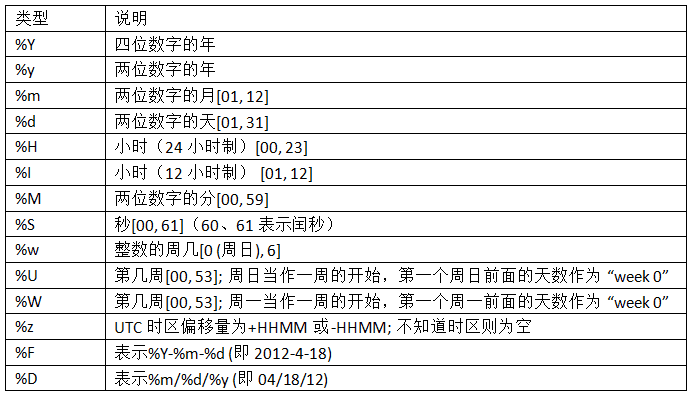 类型 说明
%Y 四位数字的年
%y 两位数字的年
%m 两位数字的月[01, 12]
%d 两位数字的天[01, 31]
%H 小时（24 小时制）[00, 23]
%I 小时（12 小时制） [01, 12]
%M 两位数字的分[00, 59]
%S 秒[00, 61]（60、61 表示闰秒）
%w 整数的周几[0 (周日), 6]
%U 第几周[00, 53]; 周日当作一周的开始，第一个周日前面的天数作为 “week 0”
%W 第几周[00, 53]; 周一当作一周的开始，第一个周一前面的天数作为 “week 0”
%z UTC 时区偏移量为+HHMM 或-HHMM; 不知道时区则为空
%F 表示%Y-%m-%d (即 2012-4-18)
%D 表示%m/%d/%y (即 04/18/12)